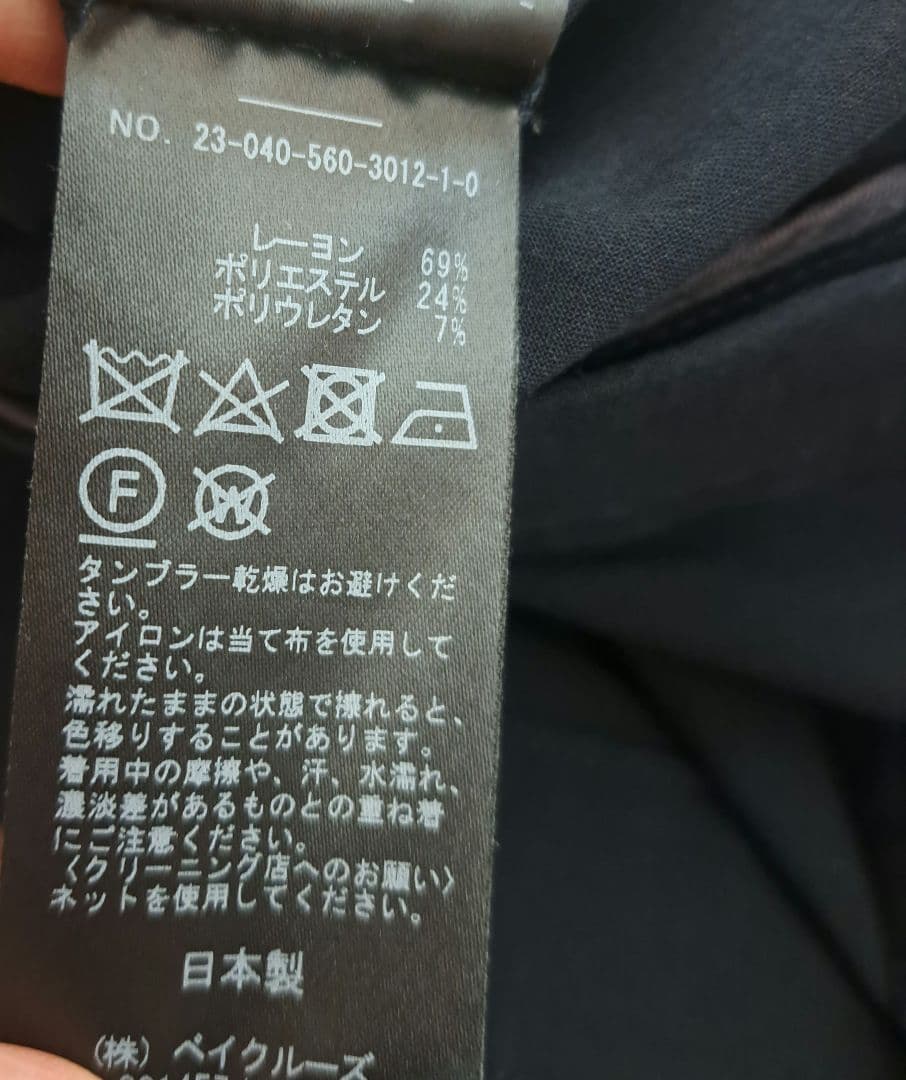 NO. 23-040-560-3012-1-0
レーヨン 69%
ポリエステル 24%
ポリウレタン 7%
F W
タンブラー乾燥はお避けくだ
さい。
アイロンは当て布を使用して
ください。
濡れたままの状態で擦れると、
色移りすることがあります。
着用中の摩擦や、汗、水濡れ、
濃淡差があるものとの重ね着
にご注意ください。
〈クリーニング店へのお願い〉
ネットを使用してください。
日本製
(株) ベイクルーズ